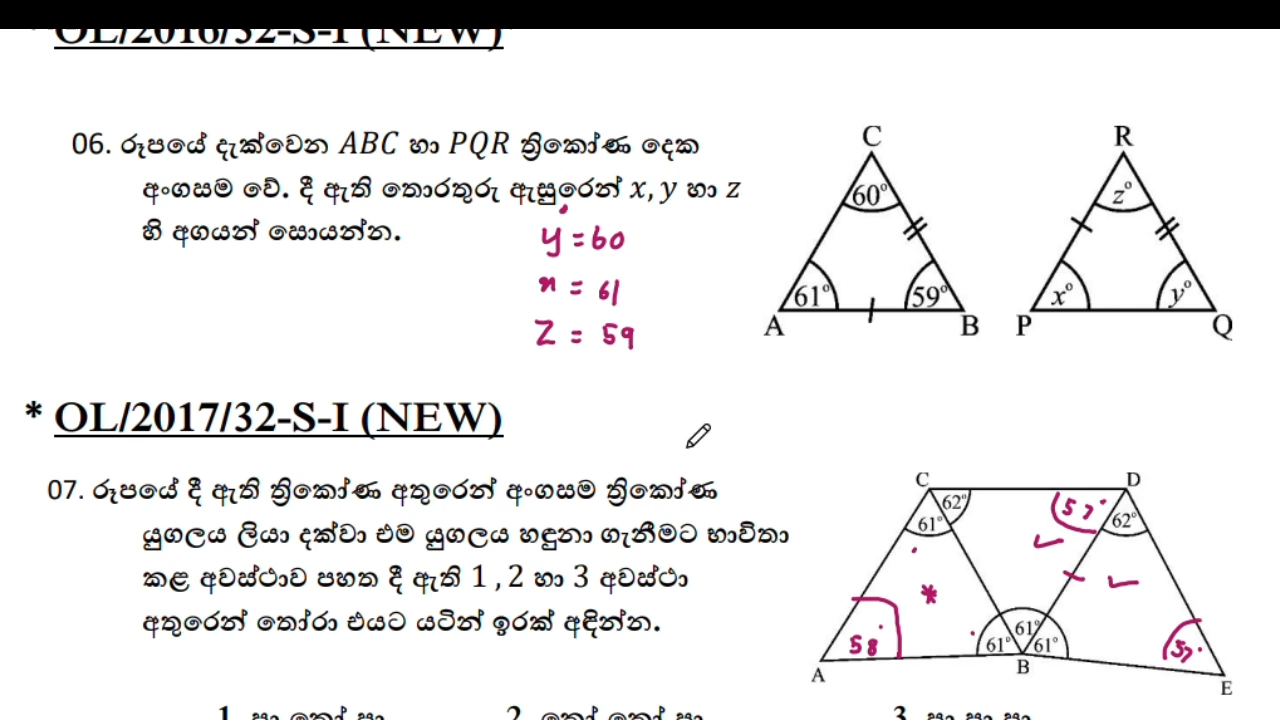 * OL/2016/32-S-I (NEW)
06. රූපයේ දැක්වෙන ABC හා PQR ත්‍රිකෝණ දෙක
අංගසම වේ. දී ඇති තොරතුරු ඇසුරෙන් x, y හා z
හි අගයන් සොයන්න.
y = 60
x = 61
z = 59
C
60°
61°
59°
A
B
R
z°
x°
y°
P
Q
* OL/2017/32-S-I (NEW)
07. රූපයේ දී ඇති ත්‍රිකෝණ අතුරෙන් අංගසම ත්‍රිකෝණ
යුගලය ලියා දක්වා එම යුගලය හඳුනා ගැනීමට භාවිතා
කළ අවස්ථාව පහත දී ඇති 1 , 2 හා 3 අවස්ථා
අතුරෙන් තෝරා එයට යටින් ඉරක් අඳින්න.
C
D
62°
61°
57
62°
*
58
61°
61°
61°
57
A
B
E
1. පා කෝ පා
2. කෝ කෝ පා
3. පා පා පා